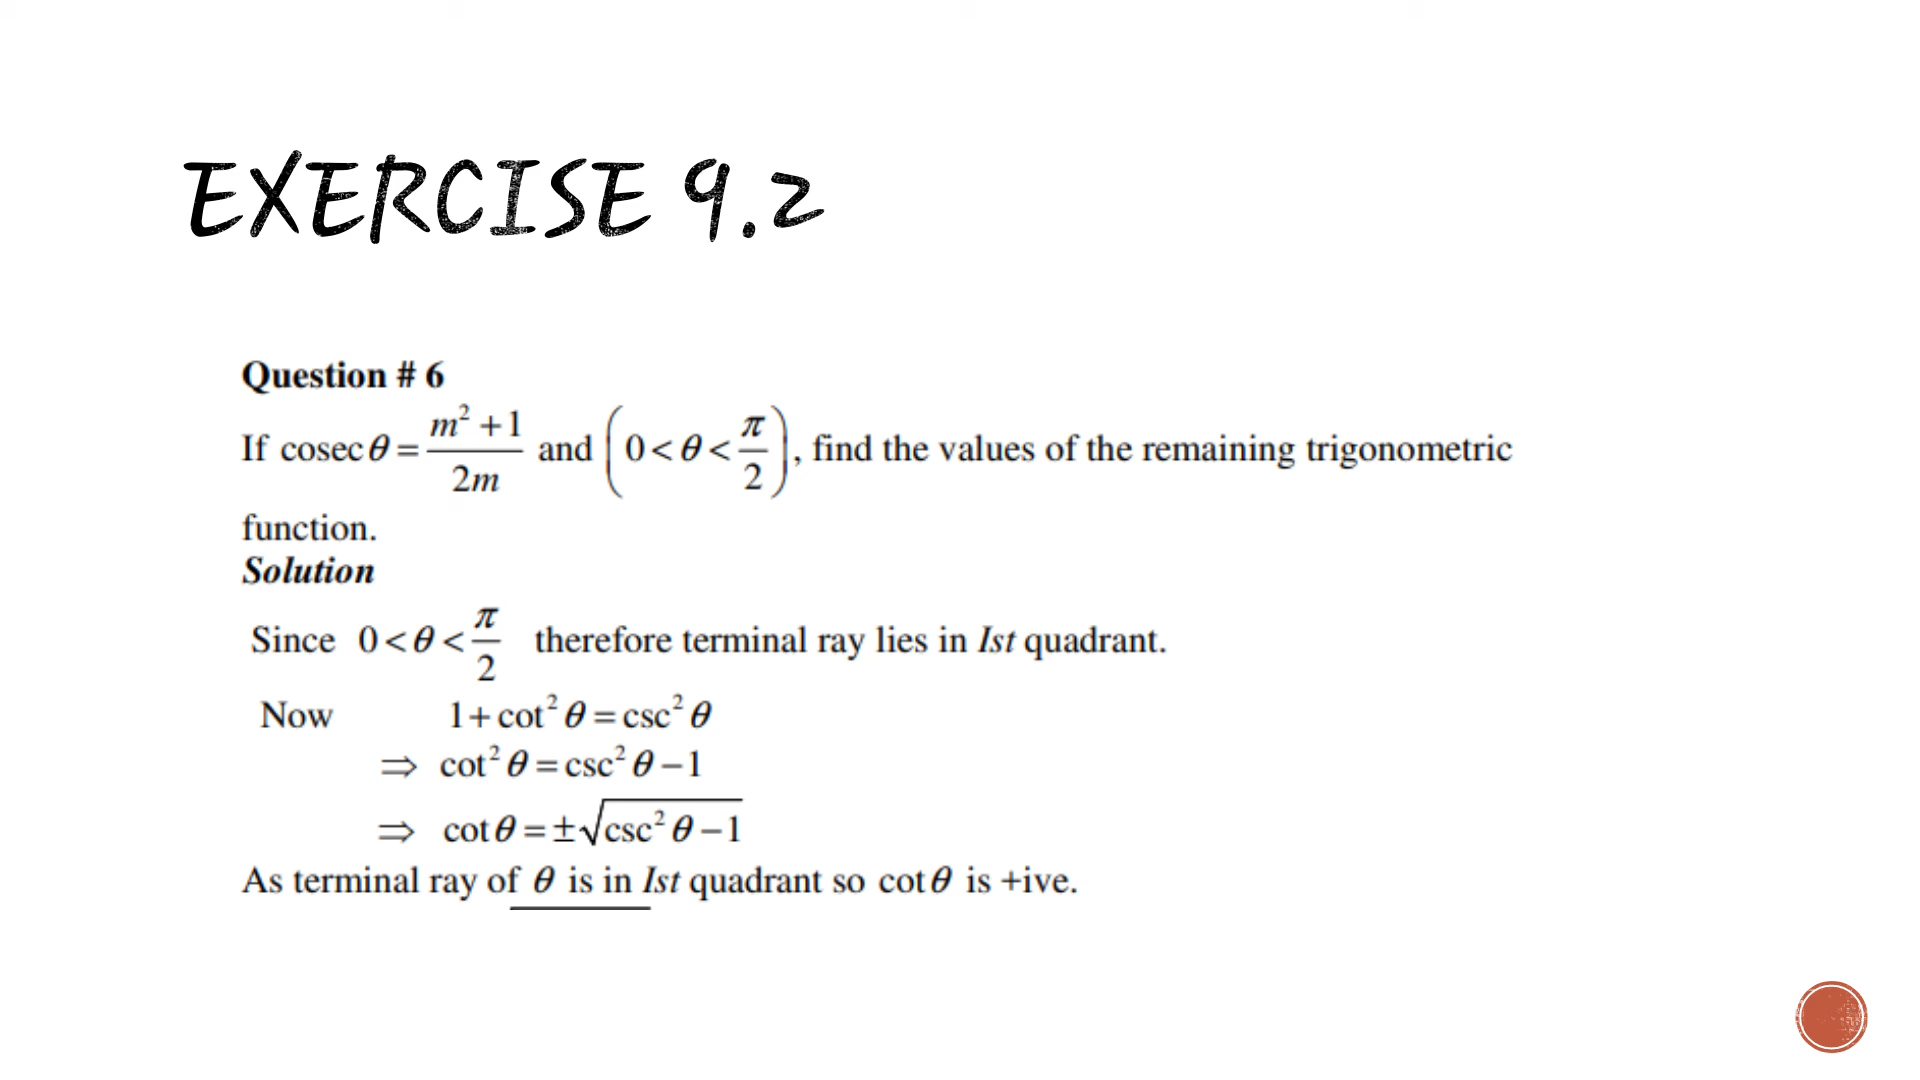 EXERCISE 9.2
Question # 6
If cosec θ = (m² + 1)/(2m) and (0 < θ < π/2), find the values of the remaining trigonometric
function.
Solution
Since 0 < θ < π/2 therefore terminal ray lies in Ist quadrant.
Now 1 + cot² θ = csc² θ
⇒ cot² θ = csc² θ − 1
⇒ cot θ = ±√(csc² θ − 1)
As terminal ray of θ is in Ist quadrant so cot θ is +ive.